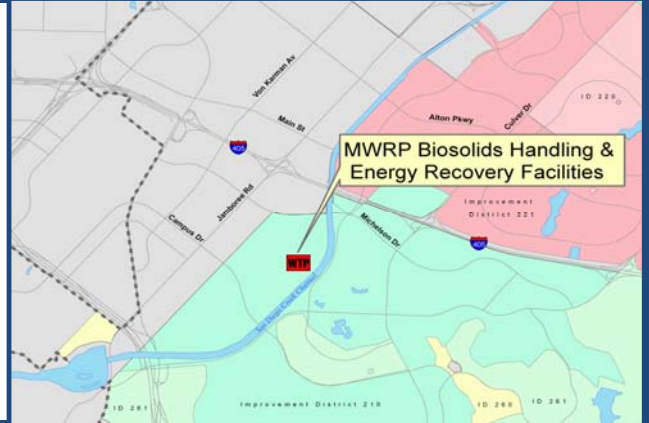 Von Karman Av
ID 220
Alton Pkwy
Culver Dr
Main St
405
MWRP Biosolids Handling &
Energy Recovery Facilities
Jamboree Rd
Improvement
District 221
Campus Dr
Michelson Dr
405
WTP
San Diego Creek Channel
ID 261
Improvement District 210
ID 260
ID 261